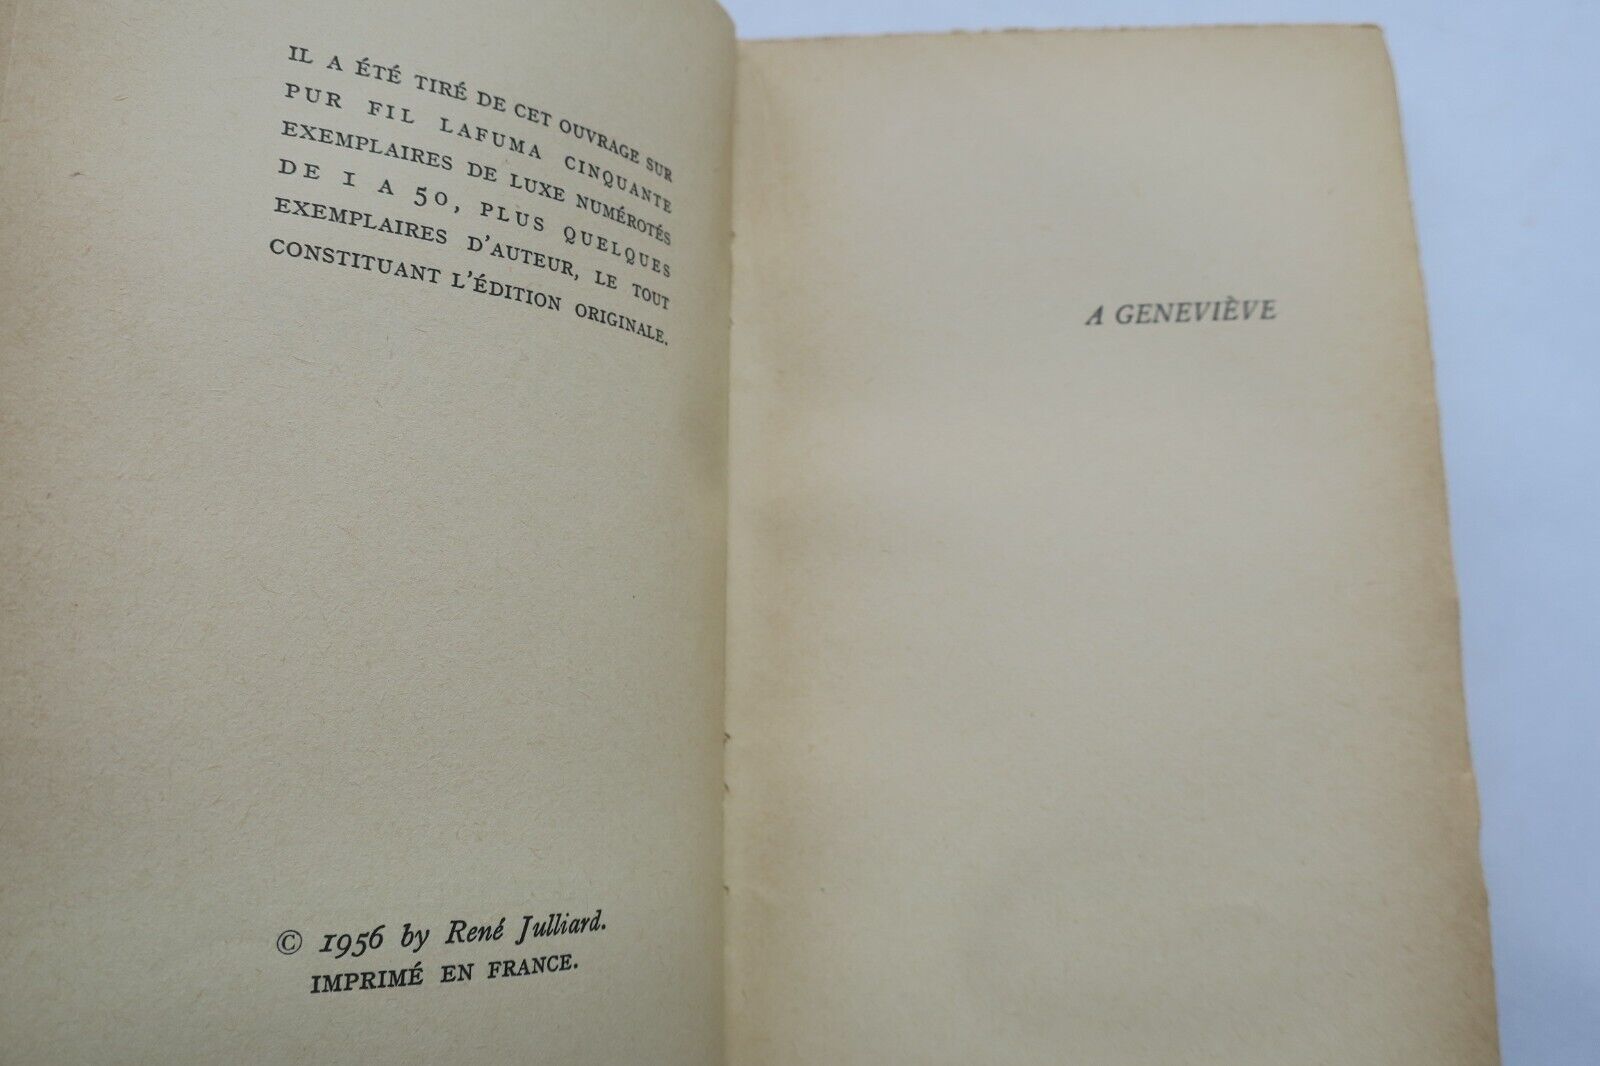 IL A ÉTÉ TIRÉ DE CET OUVRAGE SUR
PUR FIL LAFUMA CINQUANTE
EXEMPLAIRES DE LUXE NUMÉROTÉS
DE I A 50, PLUS QUELQUES
EXEMPLAIRES D'AUTEUR, LE TOUT
CONSTITUANT L'ÉDITION ORIGINALE.
© 1956 by René Julliard.
IMPRIMÉ EN FRANCE.
A GENEVIÈVE